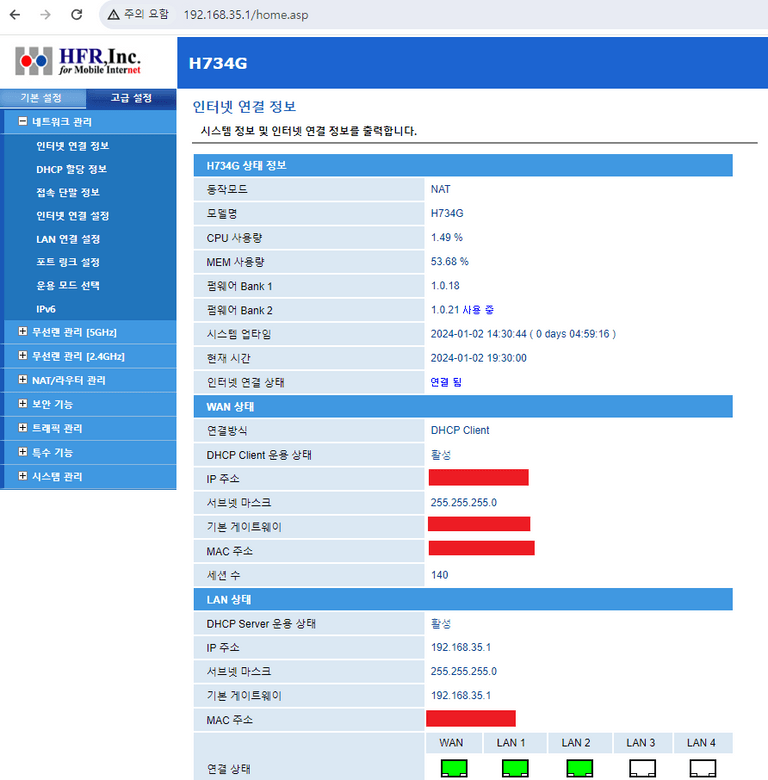 주의 요함 192.168.35.1/home.asp
HFR,Inc.
for Mobile Internet
H734G
기본 설정 고급 설정
네트워크 관리
인터넷 연결 정보
DHCP 할당 정보
접속 단말 정보
인터넷 연결 설정
LAN 연결 설정
포트 링크 설정
운용 모드 선택
IPv6
무선랜 관리 [5GHz]
무선랜 관리 [2.4GHz]
NAT/라우터 관리
보안 기능
트래픽 관리
특수 기능
시스템 관리
인터넷 연결 정보
시스템 정보 및 인터넷 연결 정보를 출력합니다.
H734G 상태 정보
동작모드 NAT
모델명 H734G
CPU 사용량 1.49 %
MEM 사용량 53.68 %
펌웨어 Bank 1 1.0.18
펌웨어 Bank 2 1.0.21 사용 중
시스템 업타임 2024-01-02 14:30:44 ( 0 days 04:59:16 )
현재 시간 2024-01-02 19:30:00
인터넷 연결 상태 연결 됨
WAN 상태
연결방식 DHCP Client
DHCP Client 운용 상태 활성
IP 주소
서브넷 마스크 255.255.255.0
기본 게이트웨이
MAC 주소
세션 수 140
LAN 상태
DHCP Server 운용 상태 활성
IP 주소 192.168.35.1
서브넷 마스크 255.255.255.0
기본 게이트웨이 192.168.35.1
MAC 주소
WAN LAN 1 LAN 2 LAN 3 LAN 4
연결 상태